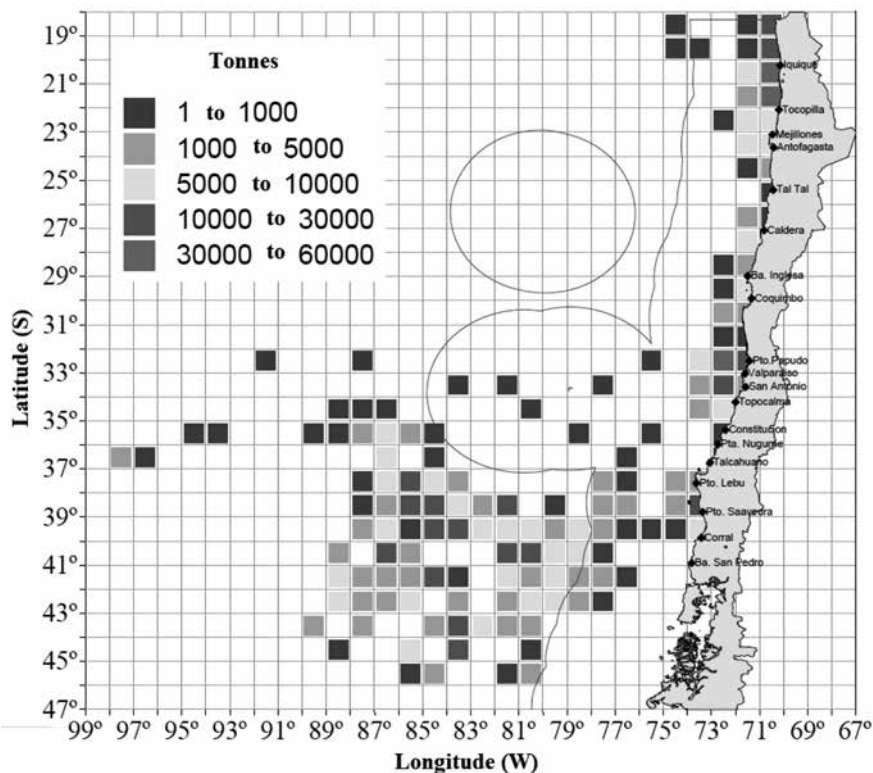 Tonnes
1 to 1000
1000 to 5000
5000 to 10000
10000 to 30000
30000 to 60000
Latitude (S)
19º
21º
23º
25º
27º
29º
31º
33º
35º
37º
39º
41º
43º
45º
47º
Iquique
Tocopilla
Mejillones
Antofagasta
Tal Tal
Caldera
Ba. Inglesa
Coquimbo
Pto.Papudo
Valparaiso
San Antonio
Topocalma
Constitucion
Pta. Nugurne
Talcahuano
Pto. Lebu
Pto. Saavedra
Corral
Ba. San Pedro
99º 97º 95º 93º 91º 89º 87º 85º 83º 81º 79º 77º 75º 73º 71º 69º 67º
Longitude (W)